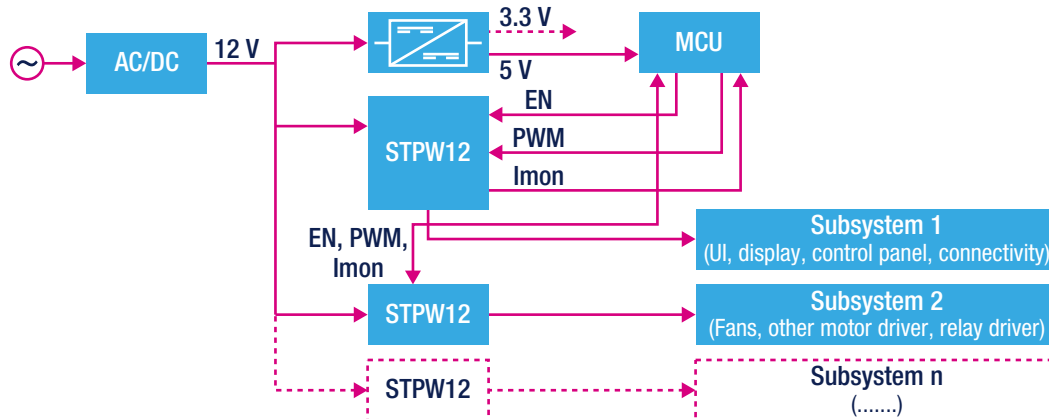 3.3 V
AC/DC
12 V
MCU
5 V
EN
STPW12
PWM
Imon
EN, PWM,
Imon
Subsystem 1
(UI, display, control panel, connectivity)
STPW12
Subsystem 2
(Fans, other motor driver, relay driver)
STPW12
Subsystem n
(.......)